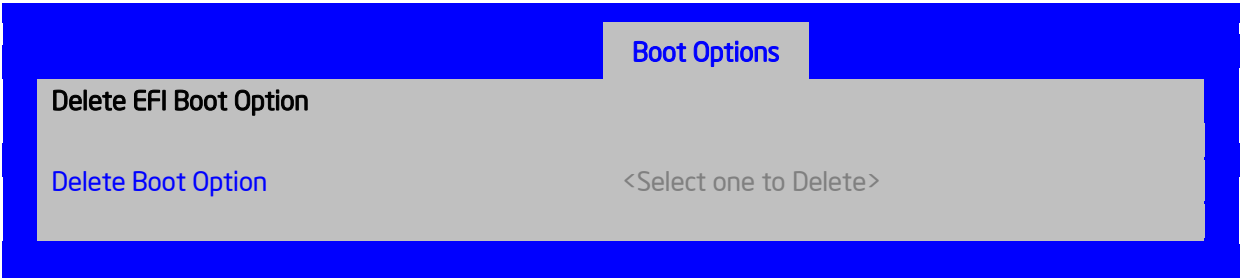 Boot Options
Delete EFI Boot Option
Delete Boot Option <Select one to Delete>